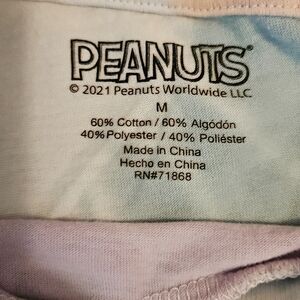 PEANUTS®
© 2021 Peanuts Worldwide LLC
M
60% Cotton / 60% Algódón
40% Polyester / 40% Poliéster
Made in China
Hecho en China
RN#71868